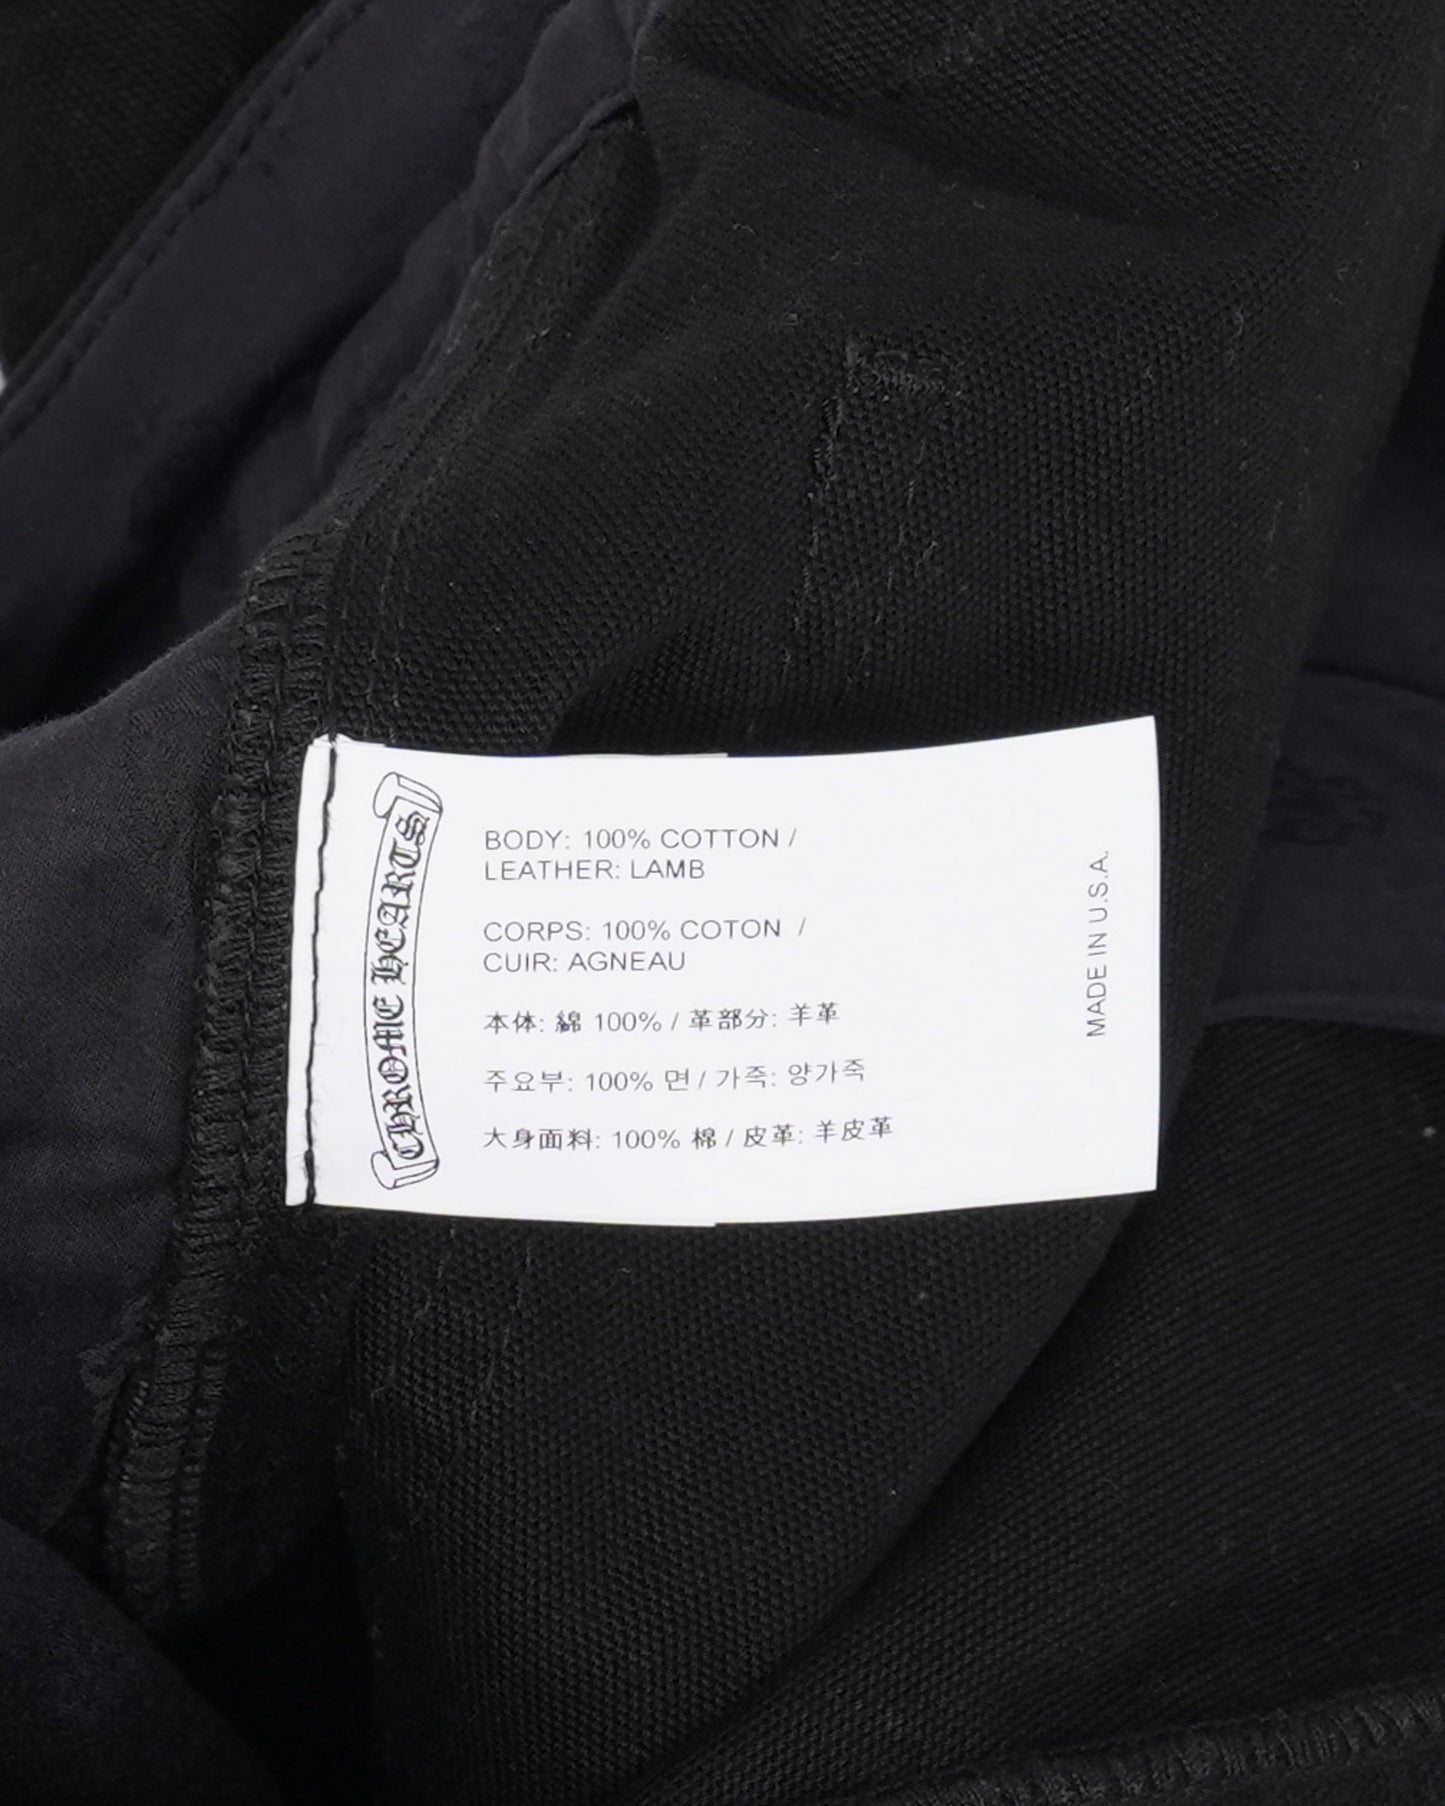 CHROME HEARTS
BODY: 100% COTTON /
LEATHER: LAMB
CORPS: 100% COTON /
CUIR: AGNEAU
本体: 綿 100% / 革部分: 羊革
주요부: 100% 면 / 가죽: 양가죽
大身面料: 100% 棉 / 皮革: 羊皮革
MADE IN U.S.A.